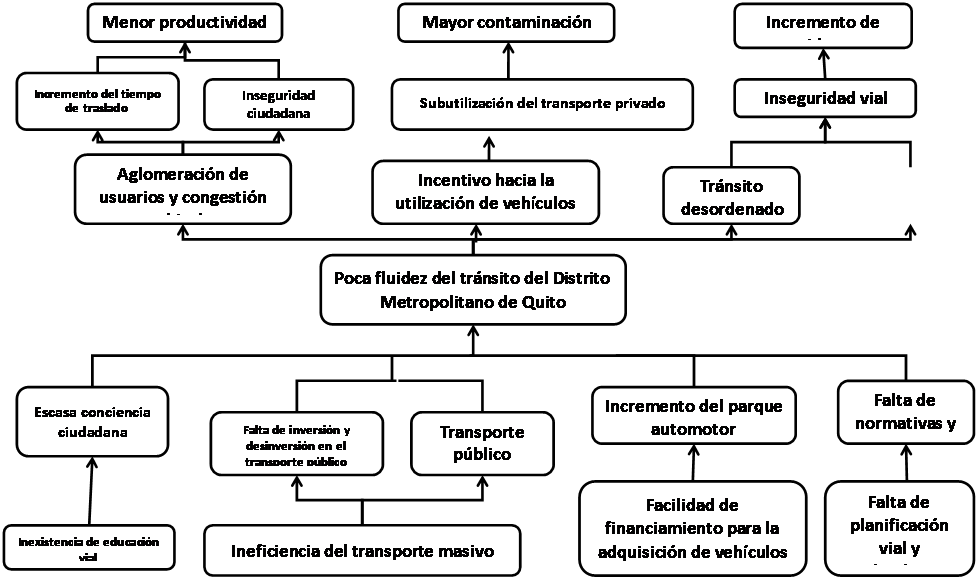 Menor productividad
Mayor contaminación
Incremento de
Incremento del tiempo
de traslado
Inseguridad
ciudadana
Subutilización del transporte privado
Inseguridad vial
Aglomeración de
usuarios y congestión
Incentivo hacia la
utilización de vehículos
Tránsito
desordenado
Poca fluidez del tránsito del Distrito
Metropolitano de Quito
Escasa conciencia
ciudadana
Falta de inversión y
desinversión en el
transporte público
Transporte
público
Incremento del parque
automotor
Falta de
normativas y
Inexistencia de educación
vial
Ineficiencia del transporte masivo
Facilidad de
financiamiento para la
adquisición de vehículos
Falta de
planificación
vial y